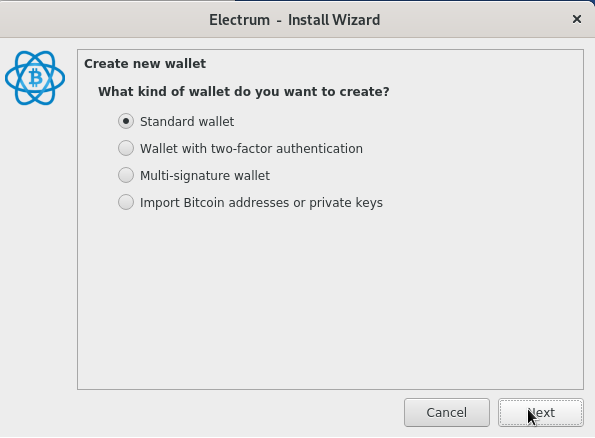 Electrum - Install Wizard
Create new wallet
What kind of wallet do you want to create?
Standard wallet
Wallet with two-factor authentication
Multi-signature wallet
Import Bitcoin addresses or private keys
Cancel
Next